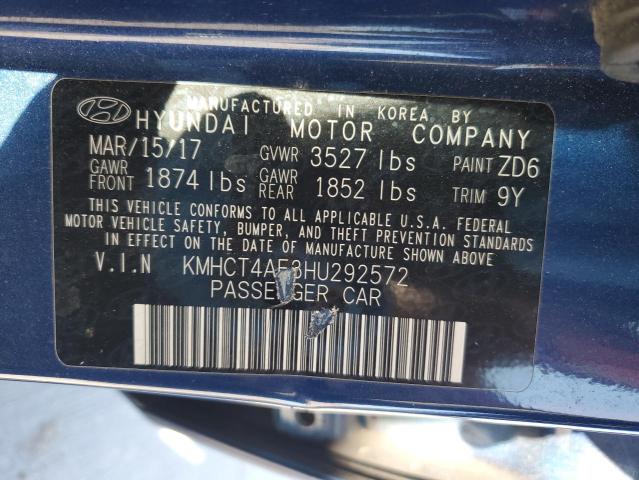 MANUFACTURED IN KOREA BY
HYUNDAI MOTOR COMPANY
MAR/15/17 GVWR 3527 lbs PAINT ZD6
GAWR FRONT 1874 lbs GAWR REAR 1852 lbs TRIM 9Y
THIS VEHICLE CONFORMS TO ALL APPLICABLE U.S.A. FEDERAL
MOTOR VEHICLE SAFETY, BUMPER, AND THEFT PREVENTION STANDARDS
IN EFFECT ON THE DATE OF MANUFACTURE SHOWN ABOVE.
V.I.N KMHCT4AE3HU292572
PASSENGER CAR